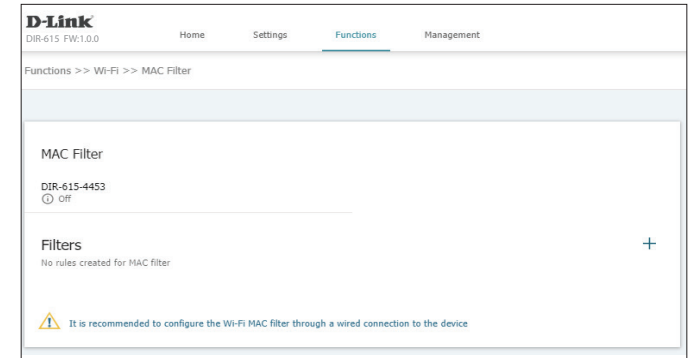 D-Link
DIR-615 FW:1.0.0 Home Settings Functions Management
Functions >> Wi-Fi >> MAC Filter
MAC Filter
DIR-615-4453
Off
Filters
No rules created for MAC filter
It is recommended to configure the Wi-Fi MAC filter through a wired connection to the device